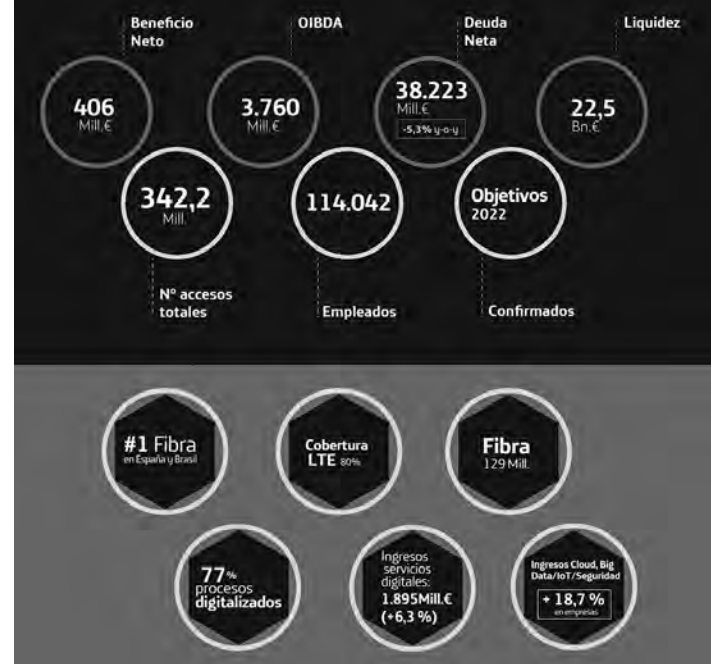 Beneficio
Neto
OIBDA
Deuda
Neta
Liquidez
406
Mill.€
3.760
Mill.€
38.223
Mill.€
-5,3% y-o-y
22,5
Bn.€
342,2
Mill.
114.042
Objetivos
2022
Nº accesos
totales
Empleados
Confirmados
#1 Fibra
en España y Brasil
Cobertura
LTE 80%
Fibra
129 Mill.
77%
procesos
digitalizados
Ingresos
servicios
digitales:
1.895Mill.€
(+6,3 %)
Ingresos Cloud, Big
Data/IoT/Seguridad
+ 18,7 %
en empresas